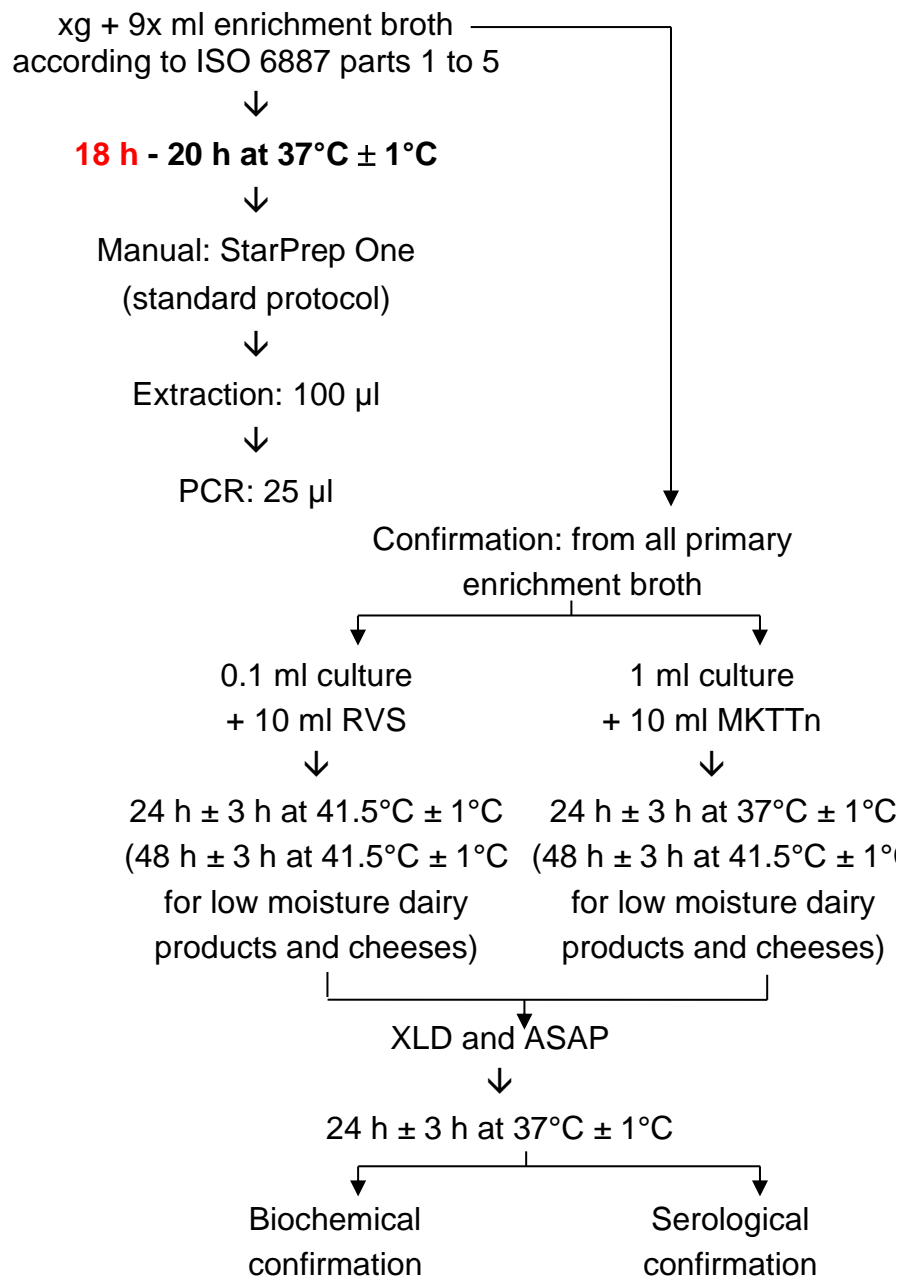 xg + 9x ml enrichment broth
according to ISO 6887 parts 1 to 5
18 h - 20 h at 37°C ± 1°C
Manual: StarPrep One
(standard protocol)
Extraction: 100 µl
PCR: 25 µl
Confirmation: from all primary
enrichment broth
0.1 ml culture
+ 10 ml RVS
24 h ± 3 h at 41.5°C ± 1°C
(48 h ± 3 h at 41.5°C ± 1°C
for low moisture dairy
products and cheeses)
1 ml culture
+ 10 ml MKTTn
24 h ± 3 h at 37°C ± 1°C
(48 h ± 3 h at 41.5°C ± 1°
for low moisture dairy
products and cheeses)
XLD and ASAP
24 h ± 3 h at 37°C ± 1°C
Biochemical
confirmation
Serological
confirmation